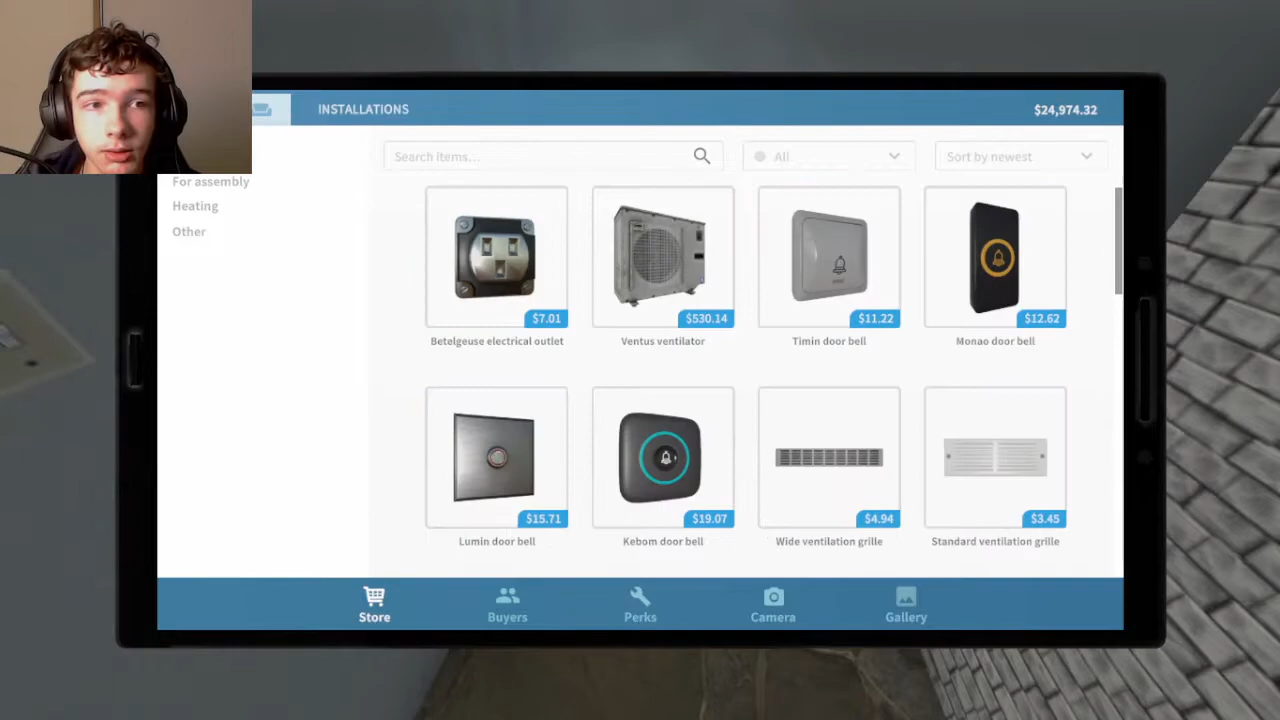 INSTALLATIONS
$24,974.32
Search items...
All
Sort by newest
For assembly
Heating
Other
$7.01
$530.14
$11.22
$12.62
Betelgeuse electrical outlet
Ventus ventilator
Timin door bell
Monao door bell
$15.71
$19.07
$4.94
$3.45
Lumin door bell
Kebom door bell
Wide ventilation grille
Standard ventilation grille
Store
Buyers
Perks
Camera
Gallery